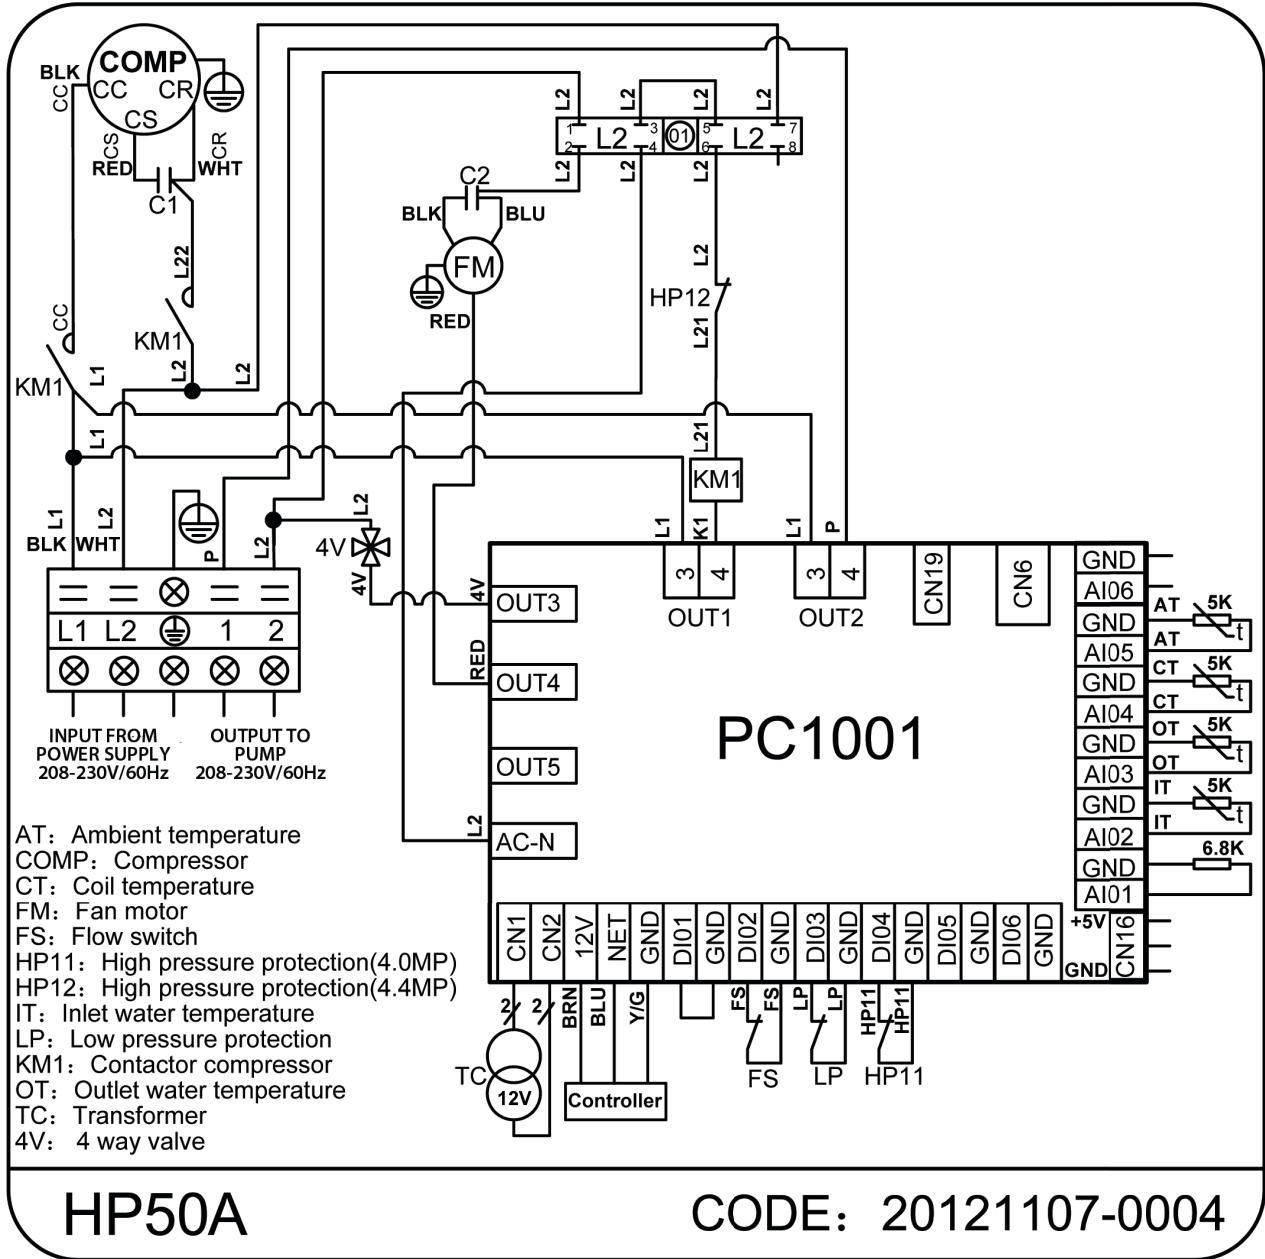 COMP
BLK
CC
CC
CR
CS
CS
CR
RED
WHT
C1
L22
CC
KM1
KM1
L1
L2
L2
L1
L1
L2
BLK
WHT
P
L2
L2
4V
4V
L1
L2
1
2
INPUT FROM
POWER SUPPLY
208-230V/60Hz
OUTPUT TO
PUMP
208-230V/60Hz
C2
BLK
BLU
FM
RED
L2
L2
L2
L2
1
2
L2
3
4
01
5
6
L2
7
8
L2
L2
L2
L2
HP12
L21
L21
KM1
L1
K1
L1
P
3
4
OUT1
3
4
OUT2
CN19
CN6
4V
OUT3
RED
OUT4
OUT5
L2
AC-N
PC1001
GND
AI06
GND
AI05
GND
AI04
GND
AI03
GND
AI02
GND
AI01
+5V
CN16
GND
AT
5K
AT
t
CT
5K
CT
t
OT
5K
OT
t
IT
5K
IT
t
6.8K
CN1
CN2
12V
NET
GND
DI01
GND
DI02
GND
DI03
GND
DI04
GND
DI05
GND
DI06
GND
2
2
BRN
BLU
Y/G
FS
FS
LP
LP
HP11
HP11
TC
12V
Controller
FS
LP
HP11
AT: Ambient temperature
COMP: Compressor
CT: Coil temperature
FM: Fan motor
FS: Flow switch
HP11: High pressure protection(4.0MP)
HP12: High pressure protection(4.4MP)
IT: Inlet water temperature
LP: Low pressure protection
KM1: Contactor compressor
OT: Outlet water temperature
TC: Transformer
4V: 4 way valve
HP50A
CODE: 20121107-0004